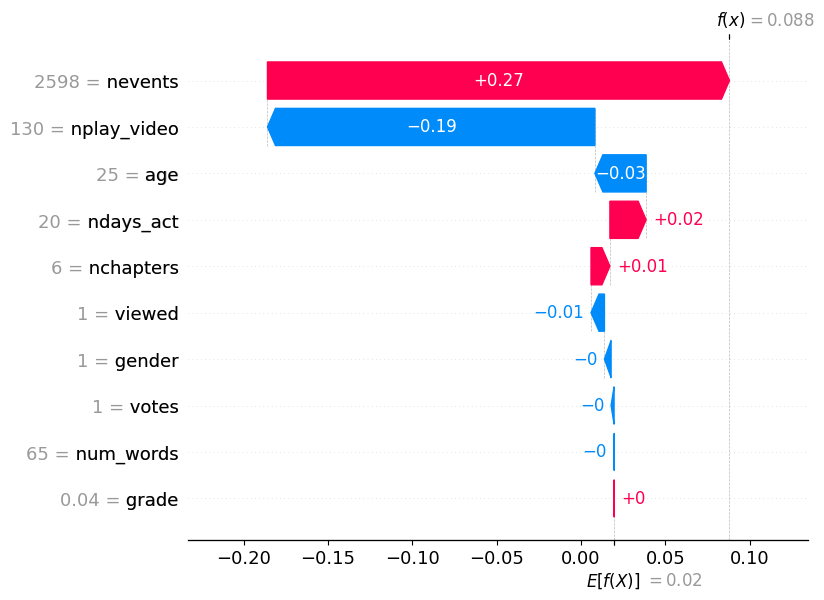 f(x) = 0.088
2598 = nevents
+0.27
130 = nplay_video
−0.19
25 = age
−0.03
20 = ndays_act
+0.02
6 = nchapters
+0.01
1 = viewed
−0.01
1 = gender
−0
1 = votes
−0
65 = num_words
−0
0.04 = grade
+0
−0.20 −0.15 −0.10 −0.05 0.00 0.05 0.10
E[f(X)] = 0.02